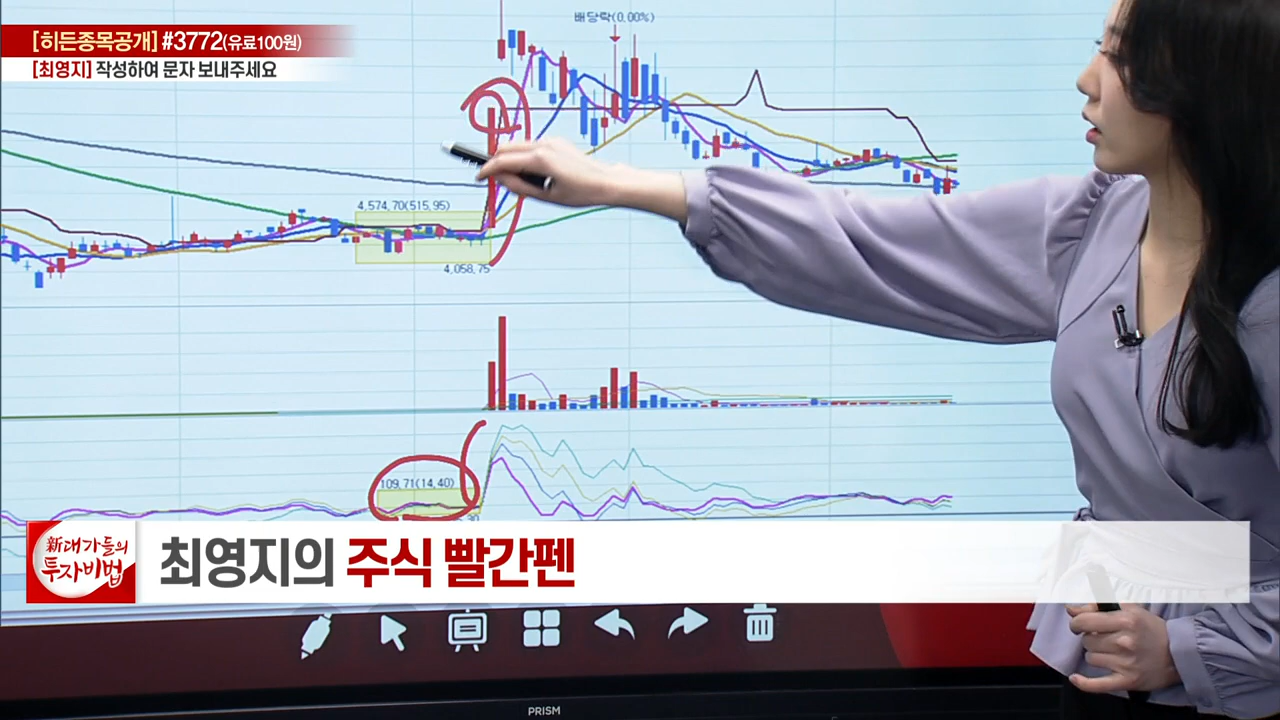 [히든종목공개] #3772(유료100원)
[최영지] 작성하여 문자 보내주세요
배당락(0.00%)
4,574.70(515.95)
4,058.75
109.71(14.40)
新대가들의
투자비법
최영지의 주식 빨간펜
PRISM